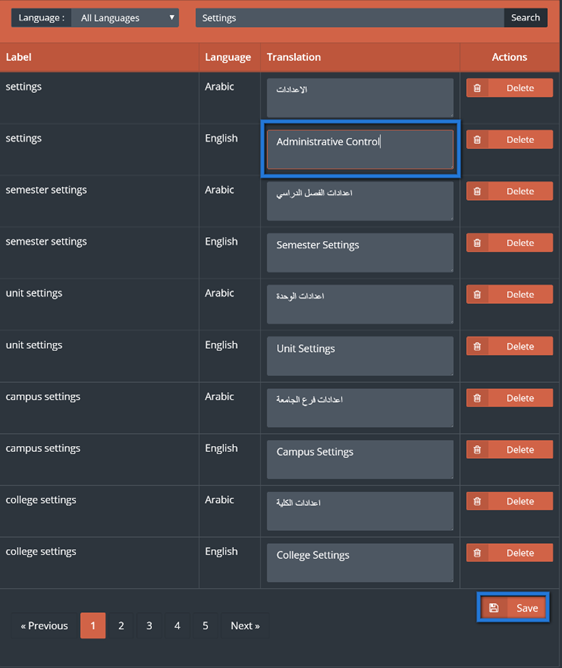 Language : All Languages Settings Search
Label Language Translation Actions
settings Arabic الاعدادات Delete
settings English Administrative Control Delete
semester settings Arabic اعدادات الفصل الدراسي Delete
semester settings English Semester Settings Delete
unit settings Arabic اعدادات الوحدة Delete
unit settings English Unit Settings Delete
campus settings Arabic اعدادات فرع الجامعة Delete
campus settings English Campus Settings Delete
college settings Arabic اعدادات الكلية Delete
college settings English College Settings Delete
Save
« Previous 1 2 3 4 5 Next »